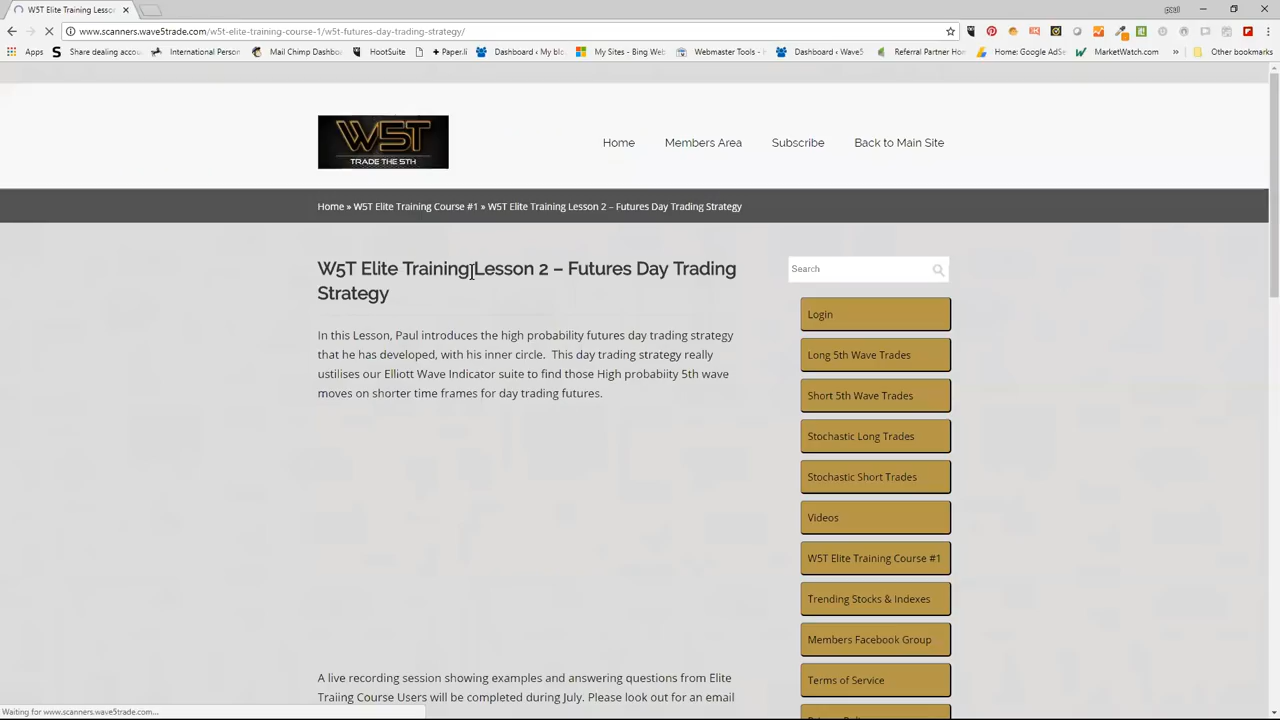 W5T Elite Training Lesso
www.scanners.wave5trade.com/w5t-elite-training-course-1/w5t-futures-day-trading-strategy/
Apps Share dealing accou International Person Mail Chimp Dashbo HootSuite Paper.li Dashboard ‹ My blo My Sites - Bing Web Webmaster Tools - Dashboard ‹ Wave5 Referral Partner Ho Home: Google AdSe MarketWatch.com Other bookmarks
W5T
TRADE THE 5TH
Home Members Area Subscribe Back to Main Site
Home » W5T Elite Training Course #1 » W5T Elite Training Lesson 2 – Futures Day Trading Strategy
W5T Elite Training Lesson 2 – Futures Day Trading
Strategy
In this Lesson, Paul introduces the high probability futures day trading strategy
that he has developed, with his inner circle. This day trading strategy really
ustilises our Elliott Wave Indicator suite to find those High probabiity 5th wave
moves on shorter time frames for day trading futures.
A live recording session showing examples and answering questions from Elite
Traiing Course Users will be completed during July. Please look out for an email
Search
Login
Long 5th Wave Trades
Short 5th Wave Trades
Stochastic Long Trades
Stochastic Short Trades
Videos
W5T Elite Training Course #1
Trending Stocks & Indexes
Members Facebook Group
Terms of Service
Waiting for www.scanners.wave5trade.com...